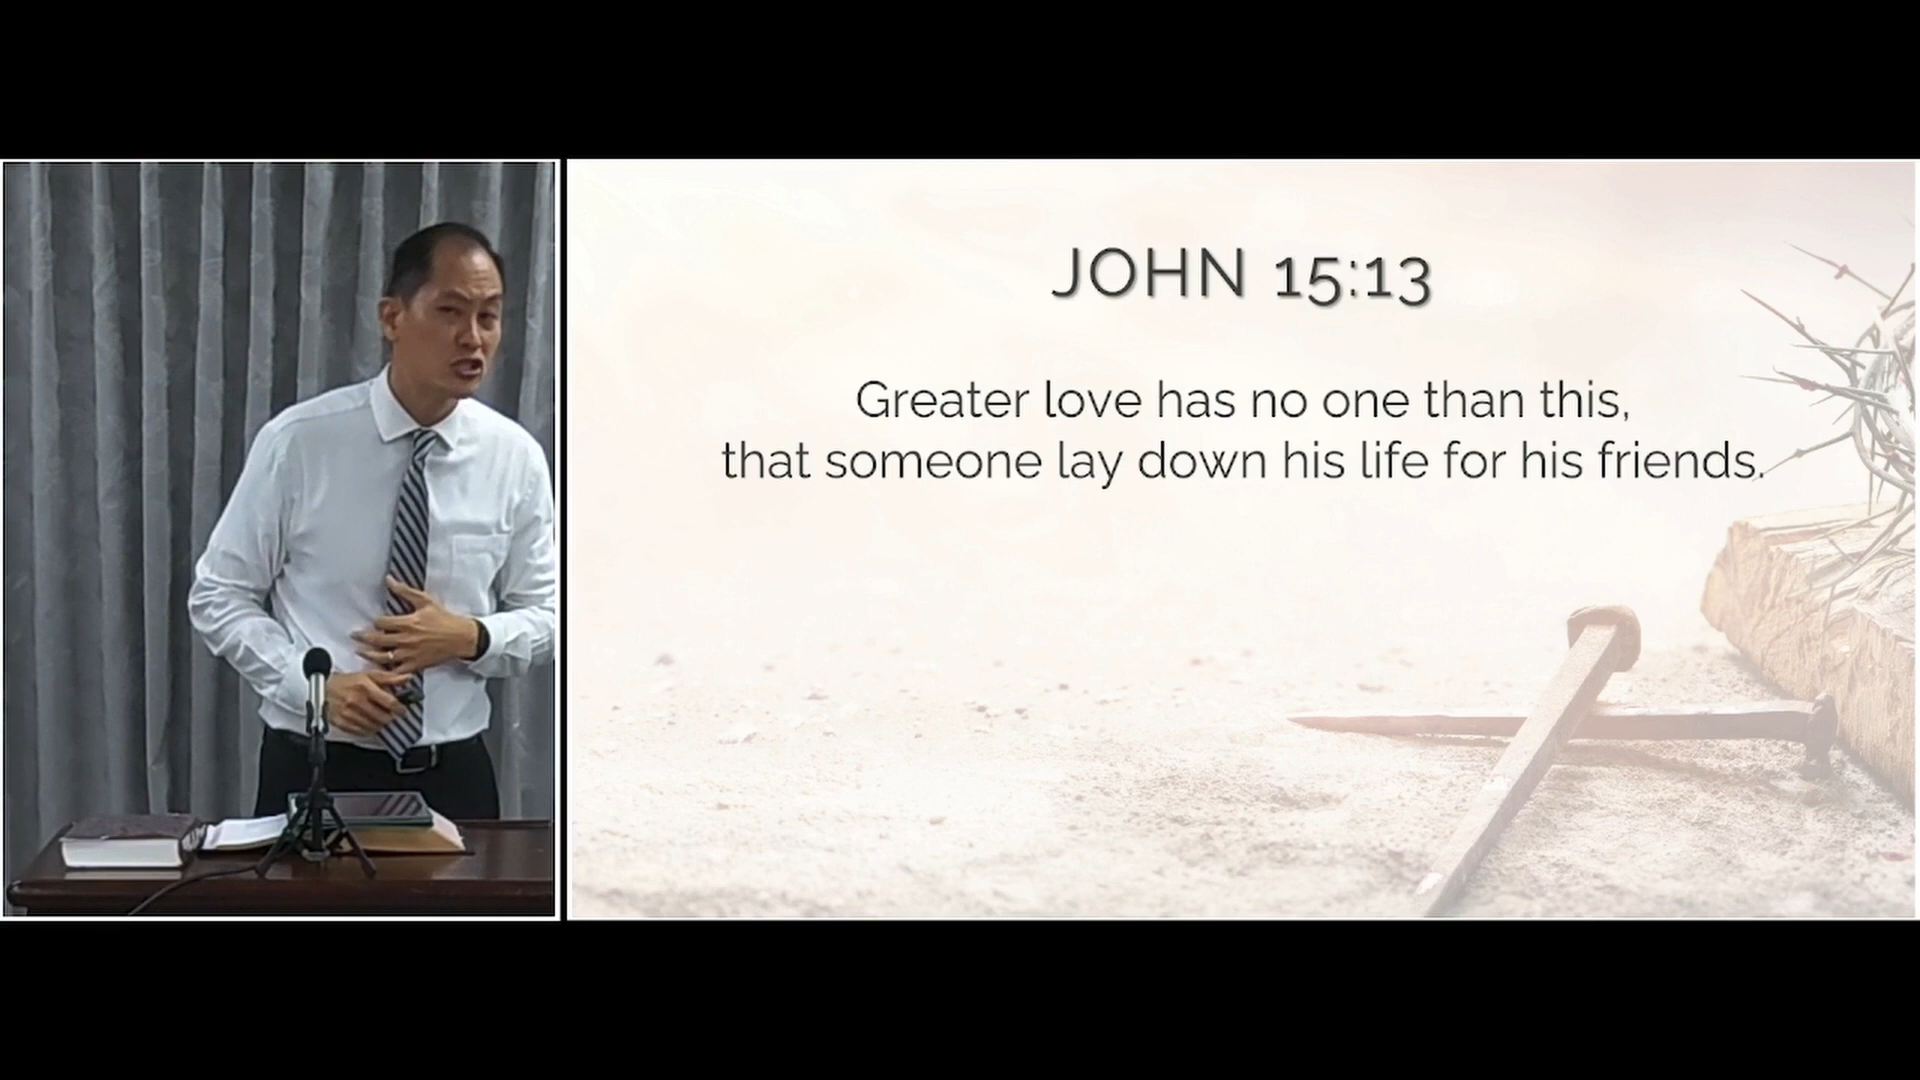 JOHN 15:13
Greater love has no one than this,
that someone lay down his life for his friends.